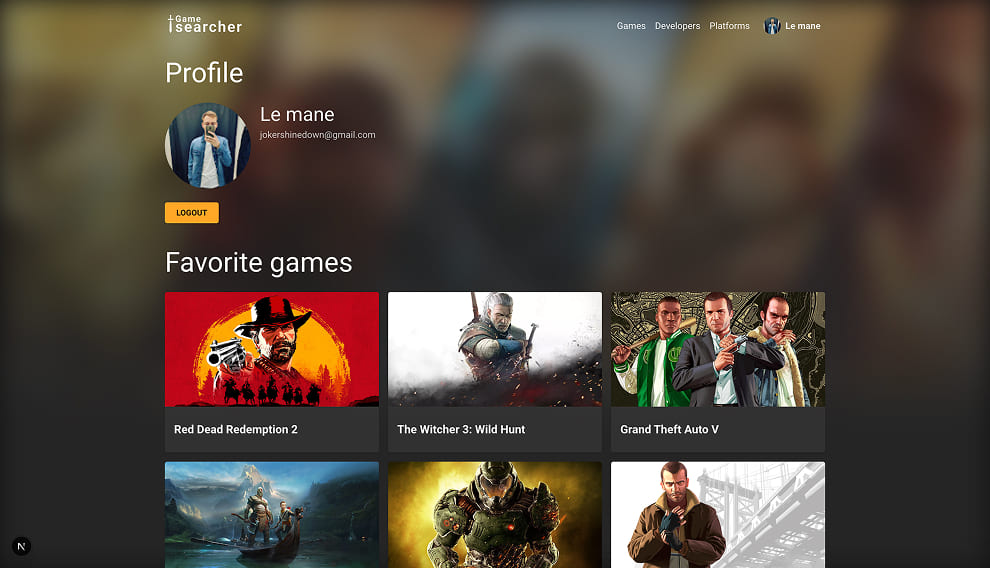 Game
searcher
Games Developers Platforms Le mane
Profile
Le mane
jokershinedown@gmail.com
LOGOUT
Favorite games
Red Dead Redemption 2
The Witcher 3: Wild Hunt
Grand Theft Auto V
N